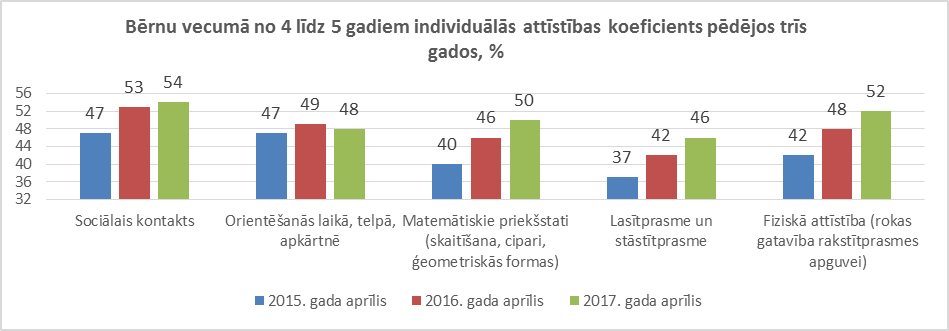 Bērnu vecumā no 4 līdz 5 gadiem individuālās attīstības koeficients pēdējos trīs
gados, %
56
52
48
44
40
36
32
47
53
54
47
49
48
40
46
50
37
42
46
42
48
52
Sociālais kontakts
Orientēšanās laikā, telpā,
apkārtnē
Matemātiskie priekšstati
(skaitīšana, cipari,
ģeometriskās formas)
Lasītprasme un
stāstītprasme
Fiziskā attīstība (rokas
gatavība rakstītprasmes
apguvei)
2015. gada aprīlis
2016. gada aprīlis
2017. gada aprīlis